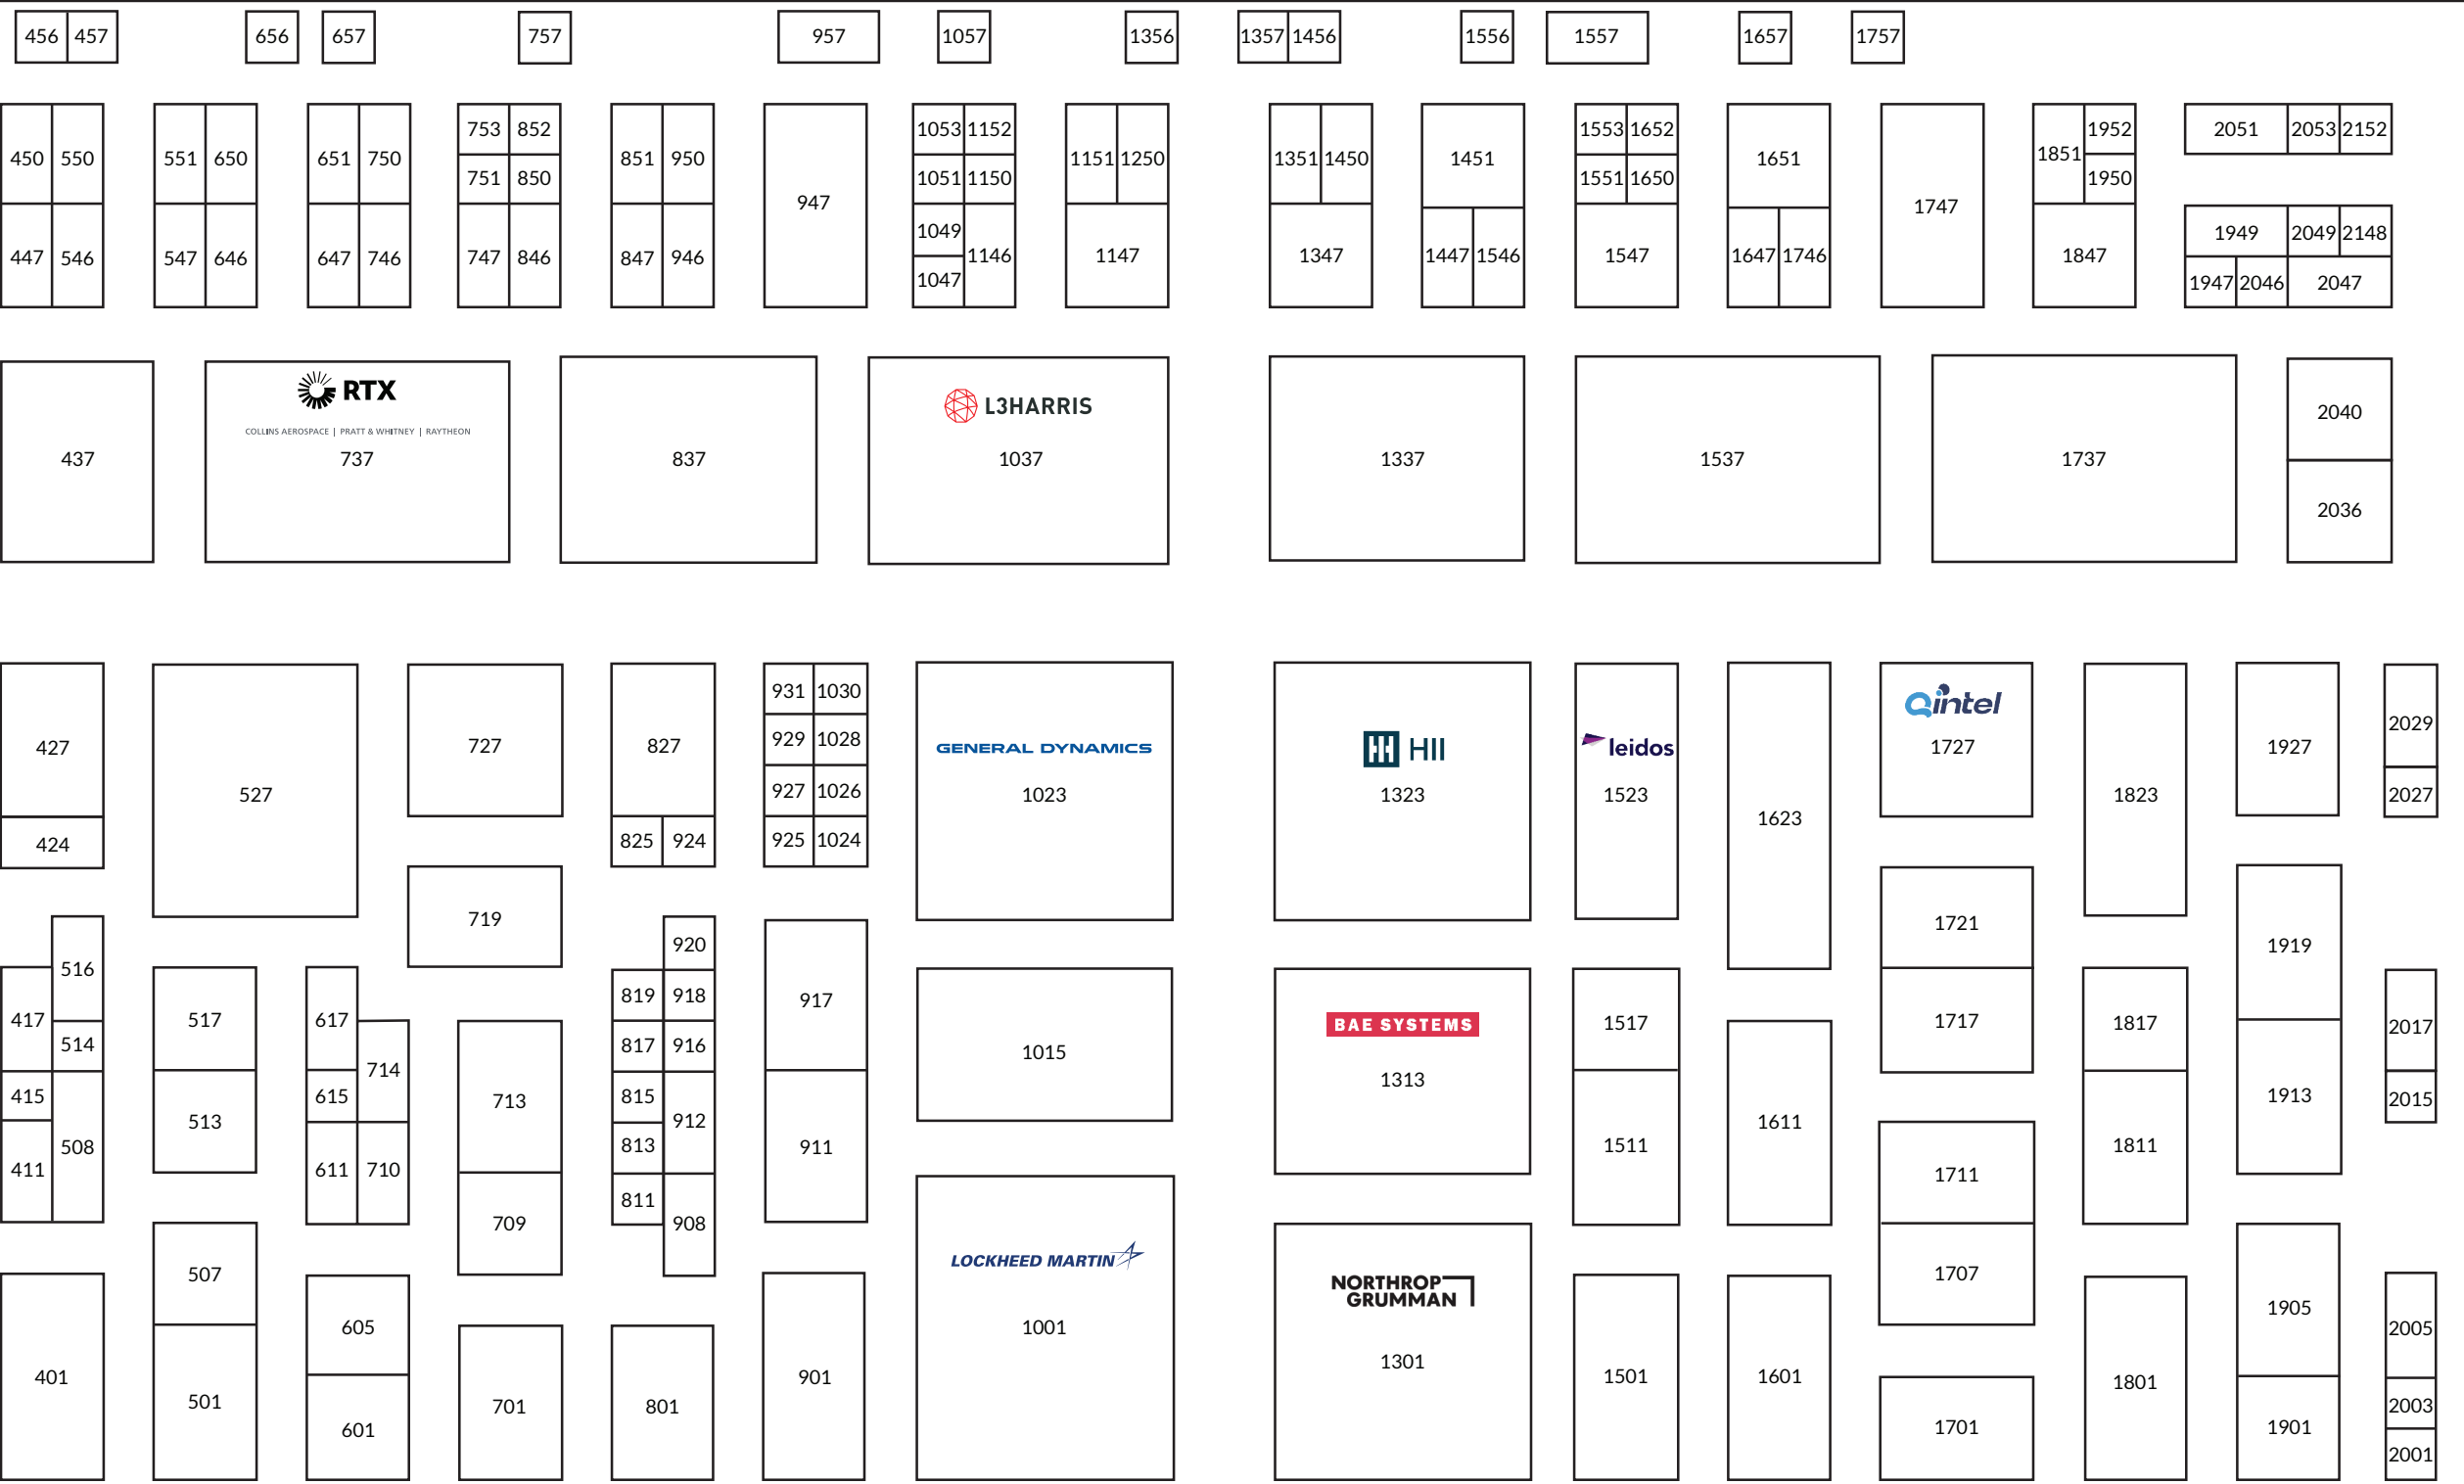 456 457 656 657 757 957 1057 1356 1357 1456 1556 1557 1657 1757
753 852 1053 1152 1553 1652 1952 2051 2053 2152
450 550 551 650 651 750 851 950 1151 1250 1351 1450 1451 1651 1851
751 850 1051 1150 1551 1650 1950
947 1747
1049 1949 2049 2148
447 546 547 646 647 746 747 846 847 946 1146 1147 1347 1447 1546 1547 1647 1746 1847
1047 1947 2046 2047
RTX
COLLINS AEROSPACE | PRATT & WHITNEY | RAYTHEON
L3HARRIS
2040
437 737 837 1037 1337 1537 1737
2036
931 1030
Qintel
2029
427 727 827 929 1028 GENERAL DYNAMICS HII leidos 1727 1927
527 927 1026 1023 1323 1523 1823 2027
1623
424 825 924 925 1024
719 1721
920 1919
516
819 918 917
417 517 617 1517 1717 1817 2017
BAE SYSTEMS
514 817 916 1015
714
1313
415 615 713 815 1913 2015
513 912 1611
508 813 911 1511 1811
411 611 710 1711
811
709 908
LOCKHEED MARTIN
507 1707
NORTHROP
GRUMMAN
1905
605 1001 2005
1301
401 901 1501 1601 1801
501 701 801 2003
601 1701 1901
2001